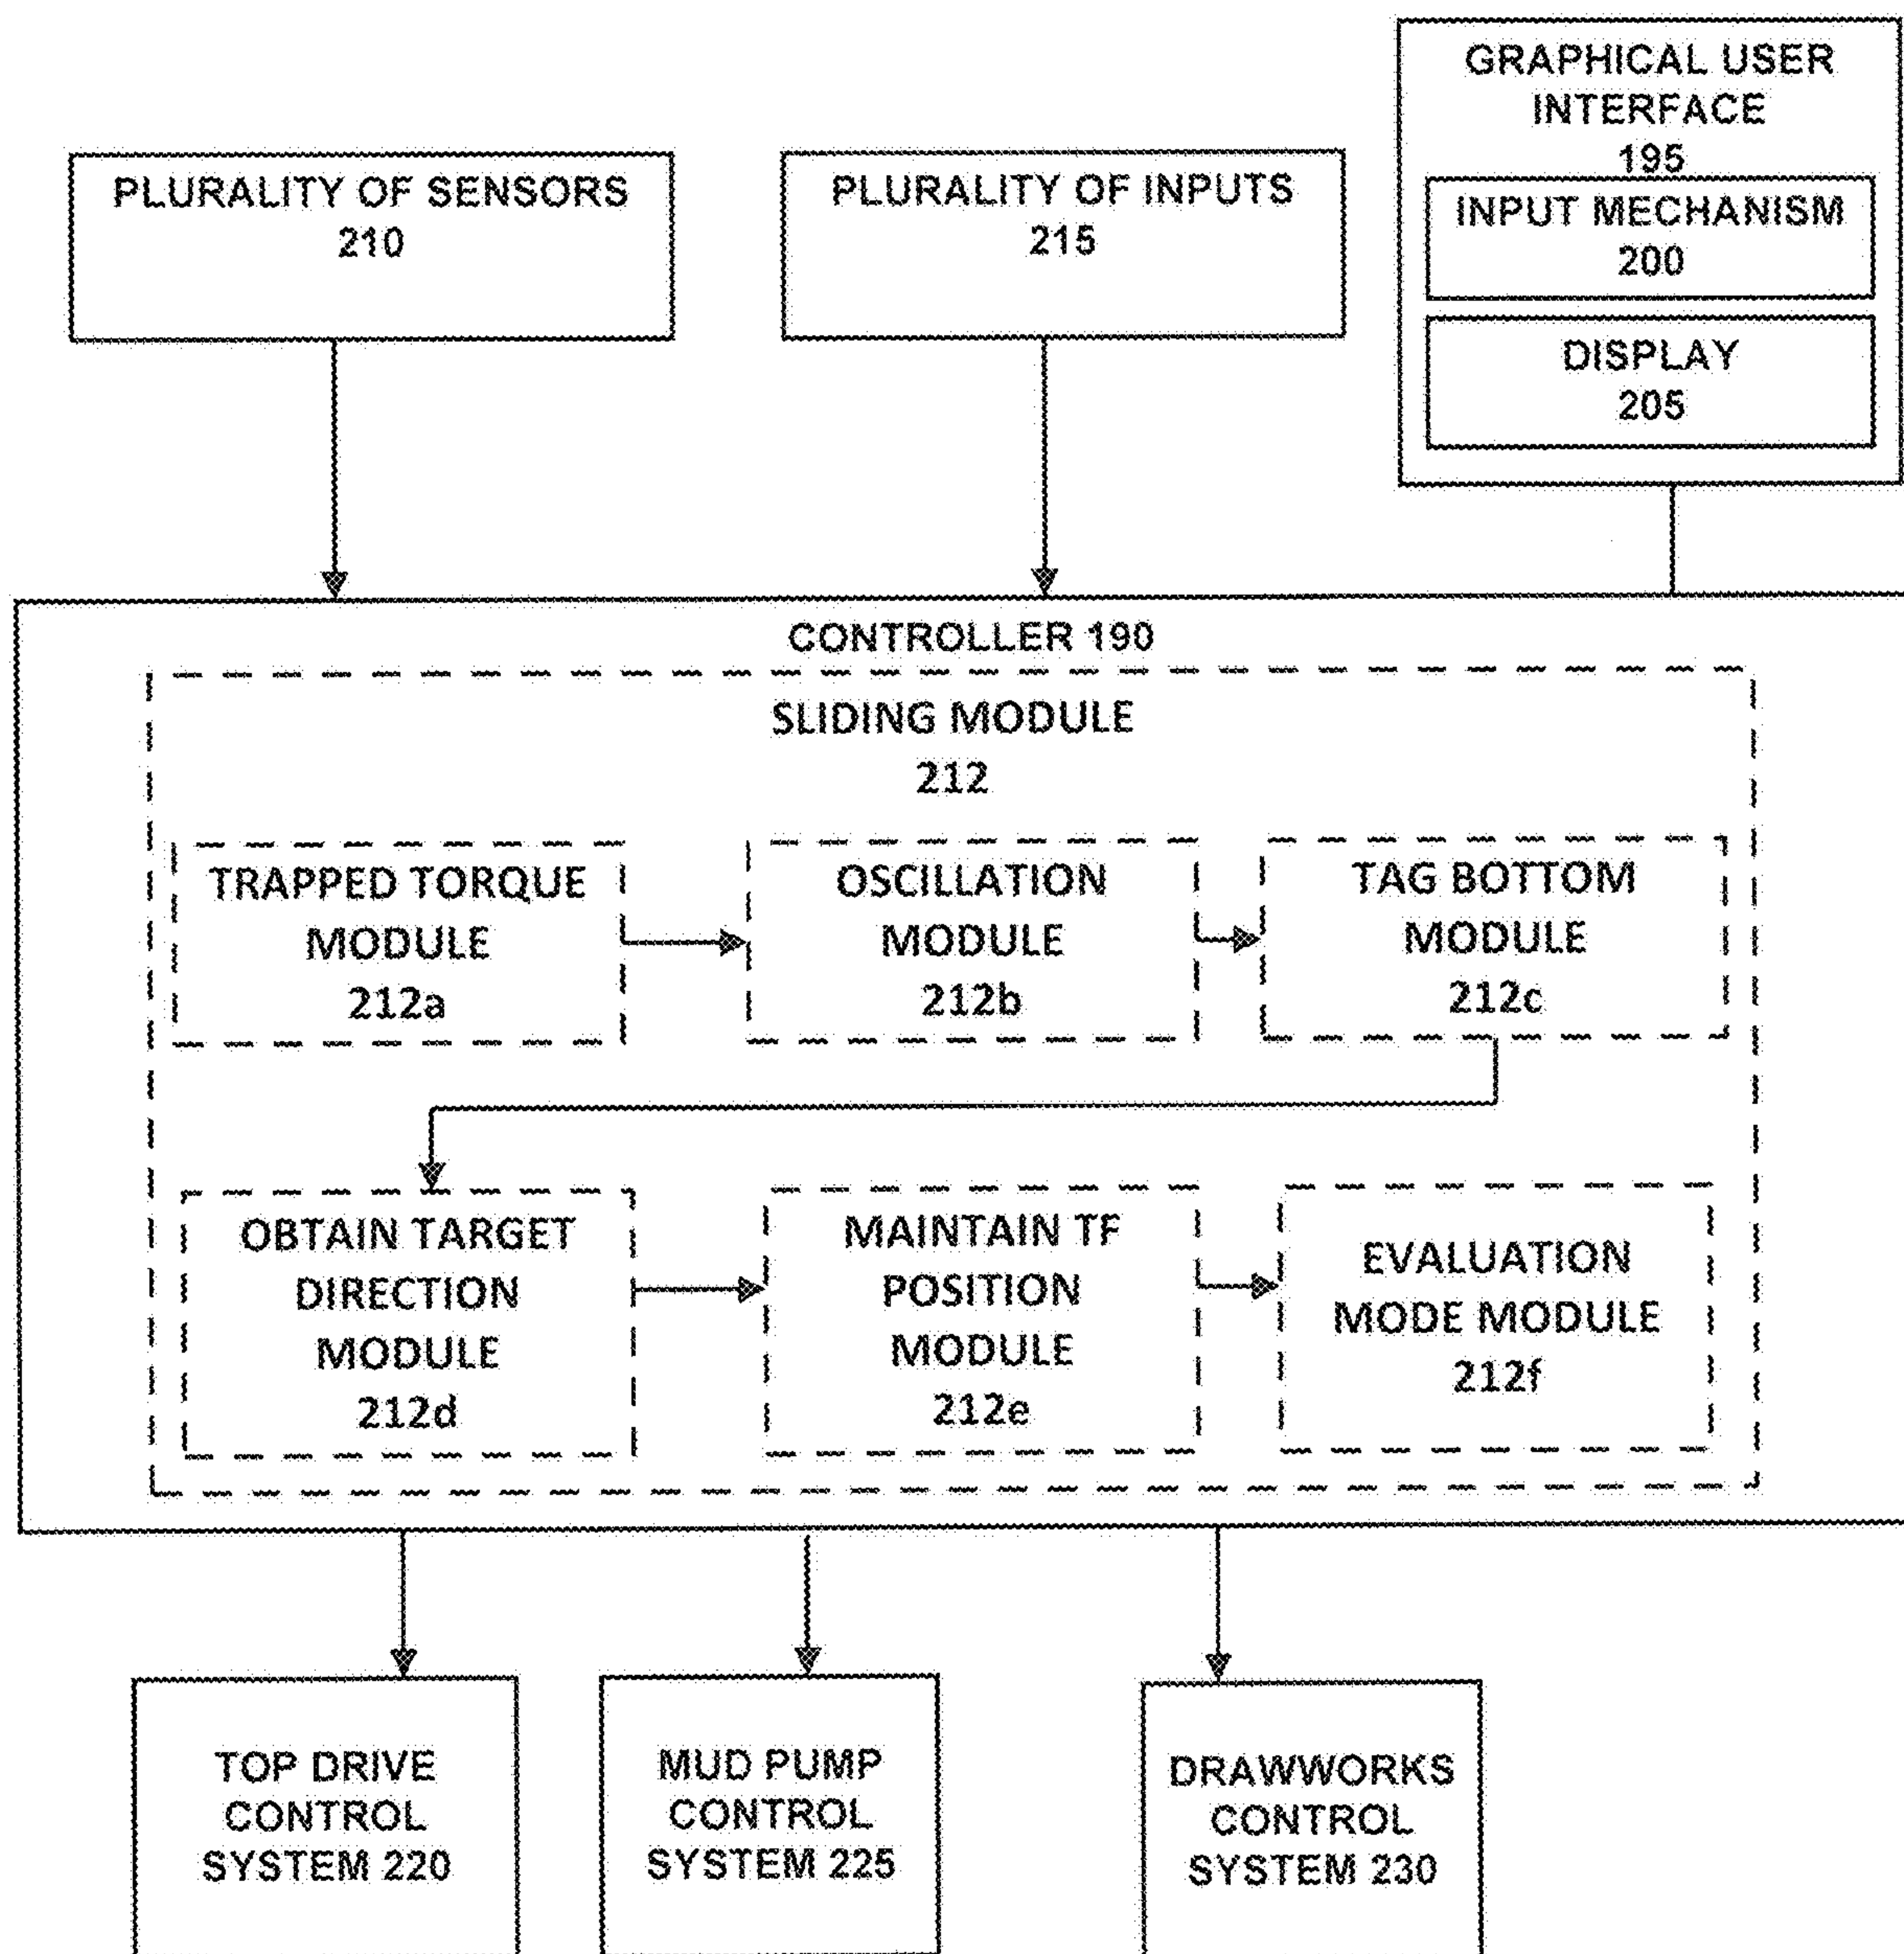 PLURALITY OF SENSORS
210
PLURALITY OF INPUTS
215
GRAPHICAL USER
INTERFACE
195
INPUT MECHANISM
200
DISPLAY
205
CONTROLLER 190
SLIDING MODULE
212
TRAPPED TORQUE
MODULE
212a
OSCILLATION
MODULE
212b
TAG BOTTOM
MODULE
212c
OBTAIN TARGET
DIRECTION
MODULE
212d
MAINTAIN TF
POSITION
MODULE
212e
EVALUATION
MODE MODULE
212f
TOP DRIVE
CONTROL
SYSTEM 220
MUD PUMP
CONTROL
SYSTEM 225
DRAWWORKS
CONTROL
SYSTEM 230